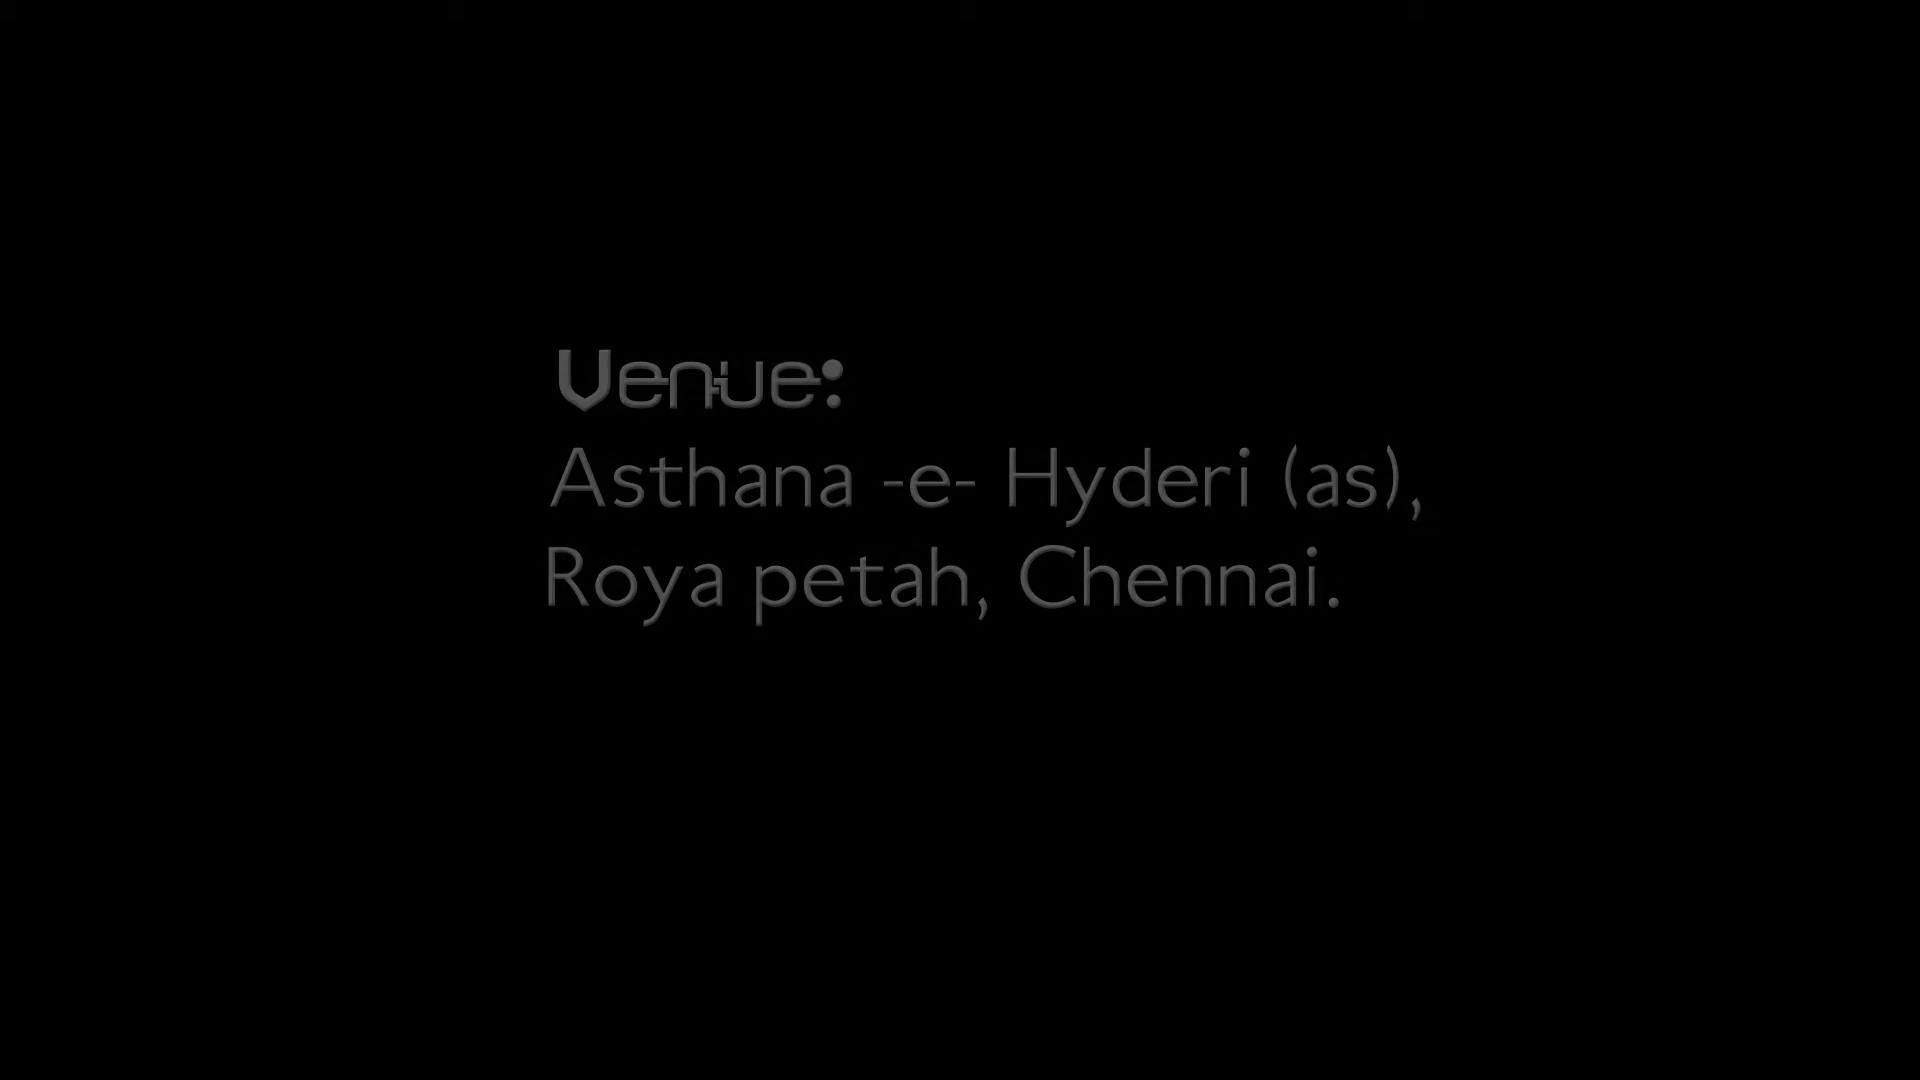 Venue:
Asthana -e- Hyderi (as),
Roya petah, Chennai.